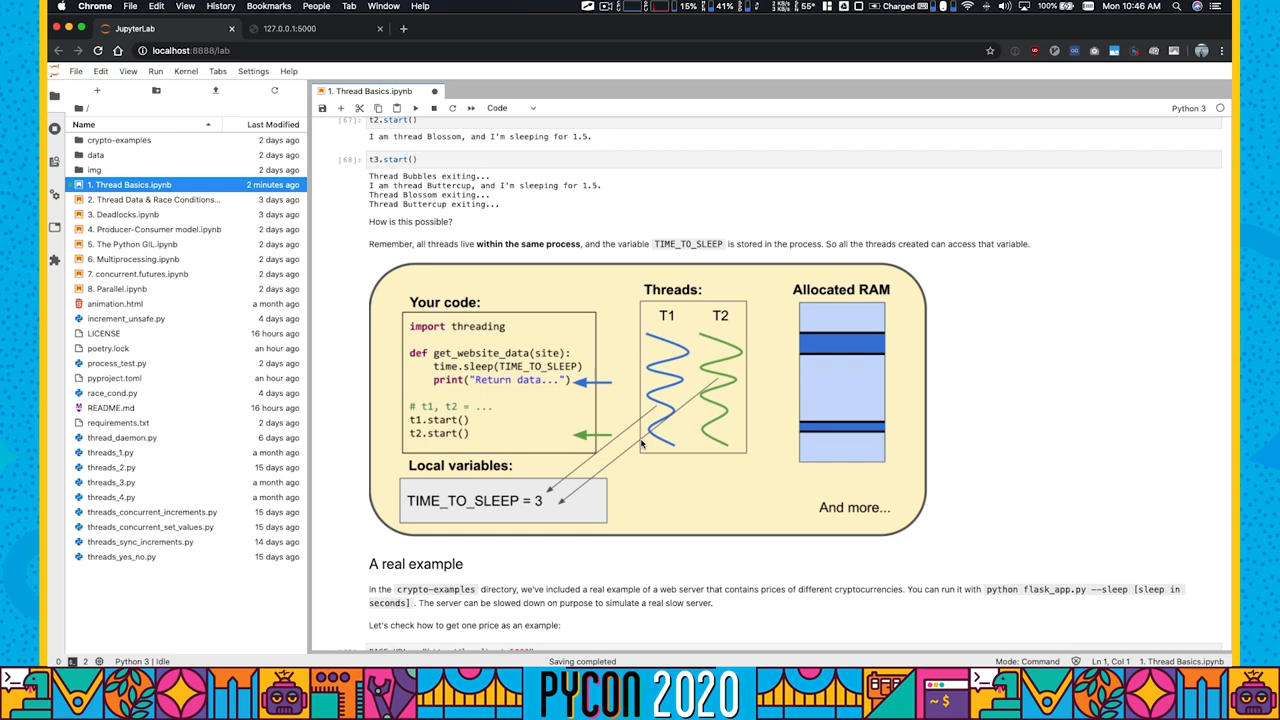 Chrome File Edit View History Bookmarks People Tab Window Help
15% 41% 55° Charged 100% Mon 10:46 AM
JupyterLab
127.0.0.1:5000
localhost:8888/lab
File Edit View Run Kernel Tabs Settings Help
1. Thread Basics.ipynb
/
Code
Python 3
Name Last Modified
crypto-examples 2 days ago
data 2 days ago
img 2 days ago
1. Thread Basics.ipynb 2 minutes ago
2. Thread Data & Race Conditions... 3 days ago
3. Deadlocks.ipynb 3 days ago
4. Producer-Consumer model.ipynb 2 days ago
5. The Python GIL.ipynb 2 days ago
6. Multiprocessing.ipynb 2 days ago
7. concurrent.futures.ipynb 2 days ago
8. Parallel.ipynb 2 days ago
animation.html a month ago
increment_unsafe.py 2 days ago
LICENSE 16 hours ago
poetry.lock an hour ago
process_test.py 2 days ago
pyproject.toml an hour ago
race_cond.py 2 days ago
README.md 16 hours ago
requirements.txt 2 days ago
thread_daemon.py 6 days ago
threads_1.py a month ago
threads_2.py 15 days ago
threads_3.py a month ago
threads_4.py a month ago
threads_concurrent_increments.py 15 days ago
threads_concurrent_set_values.py 15 days ago
threads_sync_increments.py 14 days ago
threads_yes_no.py 15 days ago
[67]: t2.start()
I am thread Blossom, and I'm sleeping for 1.5.
[68]: t3.start()
Thread Bubbles exiting...
I am thread Buttercup, and I'm sleeping for 1.5.
Thread Blossom exiting...
Thread Buttercup exiting...
How is this possible?
Remember, all threads live within the same process, and the variable TIME_TO_SLEEP is stored in the process. So all the threads created can access that variable.
Your code:
import threading
def get_website_data(site):
time.sleep(TIME_TO_SLEEP)
print("Return data...")
# t1, t2 = ...
t1.start()
t2.start()
Local variables:
TIME_TO_SLEEP = 3
Threads:
T1 T2
Allocated RAM
And more...
A real example
In the crypto-examples directory, we've included a real example of a web server that contains prices of different cryptocurrencies. You can run it with python flask_app.py --sleep [sleep in
seconds]. The server can be slowed down on purpose to simulate a real slow server.
Let's check how to get one price as an example:
0 2 Python 3 | Idle
Saving completed
Mode: Command Ln 1, Col 1 1. Thread Basics.ipynb
PYCON 2020
~ $